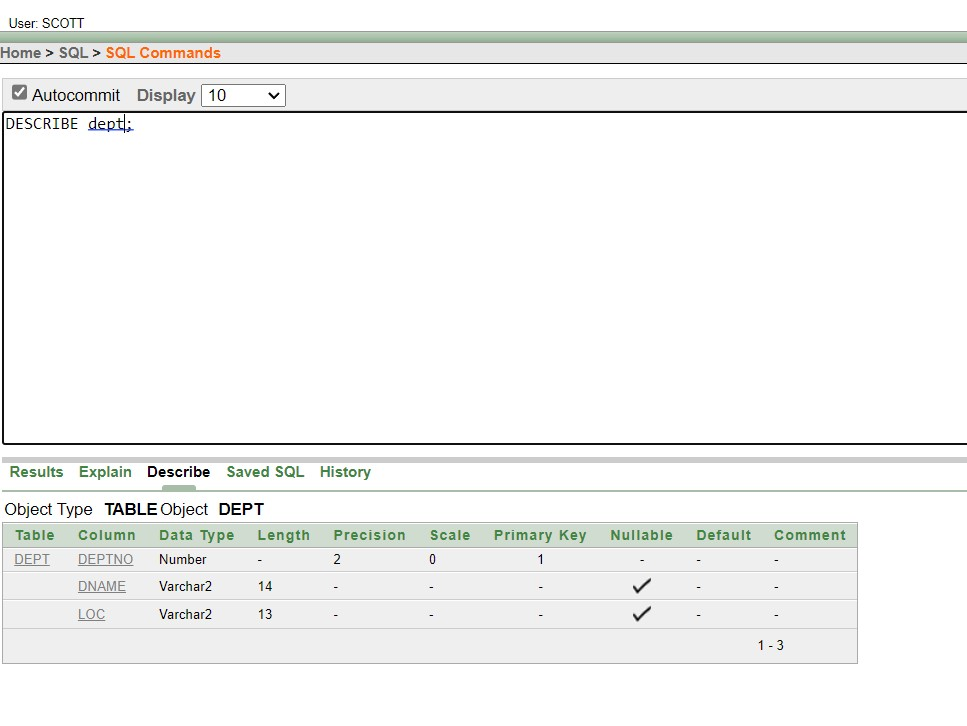 User: SCOTT
Home > SQL > SQL Commands
Autocommit Display 10
DESCRIBE dept;
Results Explain Describe Saved SQL History
Object Type TABLE Object DEPT
Table Column Data Type Length Precision Scale Primary Key Nullable Default Comment
DEPT DEPTNO Number - 2 0 1 - - -
DNAME Varchar2 14 - - - ✓ - -
LOC Varchar2 13 - - - ✓ - -
1 - 3